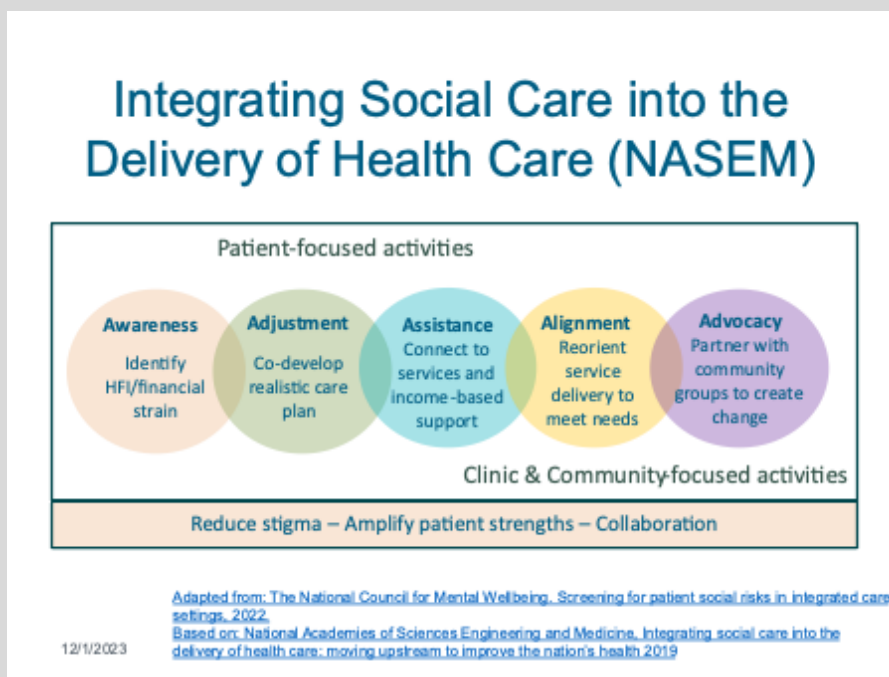 Integrating Social Care into the
Delivery of Health Care (NASEM)
Patient-focused activities
Awareness
Identify
HFI/financial
strain
Adjustment
Co-develop
realistic care
plan
Assistance
Connect to
services and
income-based
support
Alignment
Reorient
service
delivery to
meet needs
Advocacy
Partner with
community
groups to create
change
Clinic & Community-focused activities
Reduce stigma – Amplify patient strengths – Collaboration
Adapted from: The National Council for Mental Wellbeing. Screening for patient social risks in integrated care
settings, 2022.
Based on: National Academies of Sciences Engineering and Medicine, Integrating social care into the
delivery of health care: moving upstream to improve the nation's health 2019
12/1/2023